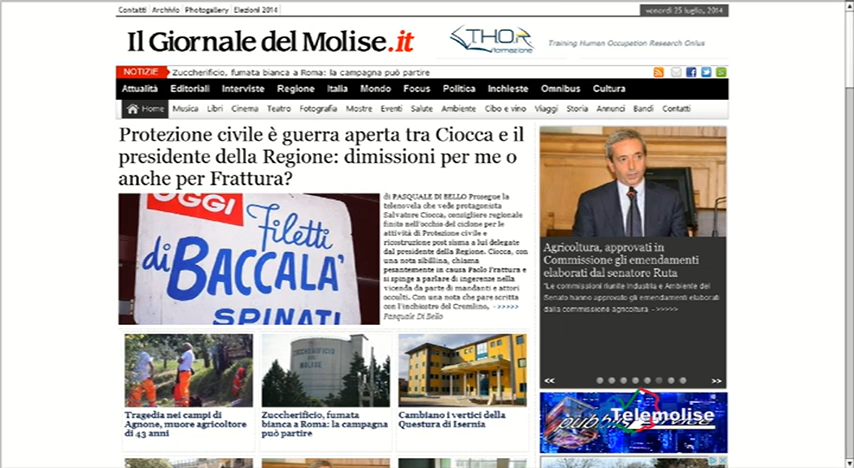 Contatti Archivio Photogallery Elezioni 2014
venerdì 25 luglio, 2014
Il Giornale del Molise.it
THOR
formazione
Training Human Occupation Research Onlus
NOTIZIE Zuccherificio, fumata bianca a Roma: la campagna può partire
Attualità Editoriali Interviste Regione Italia Mondo Focus Politica Inchieste Omnibus Cultura
Home Musica Libri Cinema Teatro Fotografia Mostre Eventi Salute Ambiente Cibo e vino Viaggi Storia Annunci Bandi Contatti
Protezione civile è guerra aperta tra Ciocca e il
presidente della Regione: dimissioni per me o
anche per Frattura?
OGGI
Filetti
di BACCALA'
SPINATI
di PASQUALE DI BELLO Prosegue la
telenovela che vede protagonista
Salvatore Ciocca, consigliere regionale
finito nell'occhio del ciclone per le
attività di Protezione civile e
ricostruzione post sisma a lui delegate
dal presidente della Regione. Ciocca, con
una nota sibillina, chiama
pesantemente in causa Paolo Frattura e
si spinge a parlare di ingerenze nella
vicenda da parte di mandanti e attori
occulti. Con una nota che pare scritta
con l'inchiostro del Cremlino, ->>>>>
Pasquale Di Bello
Agricoltura, approvati in
Commissione gli emendamenti
elaborati dal senatore Ruta
"Le commissioni riunite Industria e Ambiente del
Senato hanno approvato gli emendamenti elaborati
dalla commissione agricoltura ->>>>>
<< >>
ZUCCHERIFICIO
DEL
MOLISE
Tragedia nei campi di
Agnone, muore agricoltore
di 43 anni
Zuccherificio, fumata
bianca a Roma: la campagna
può partire
Cambiano i vertici della
Questura di Isernia
Telemolise